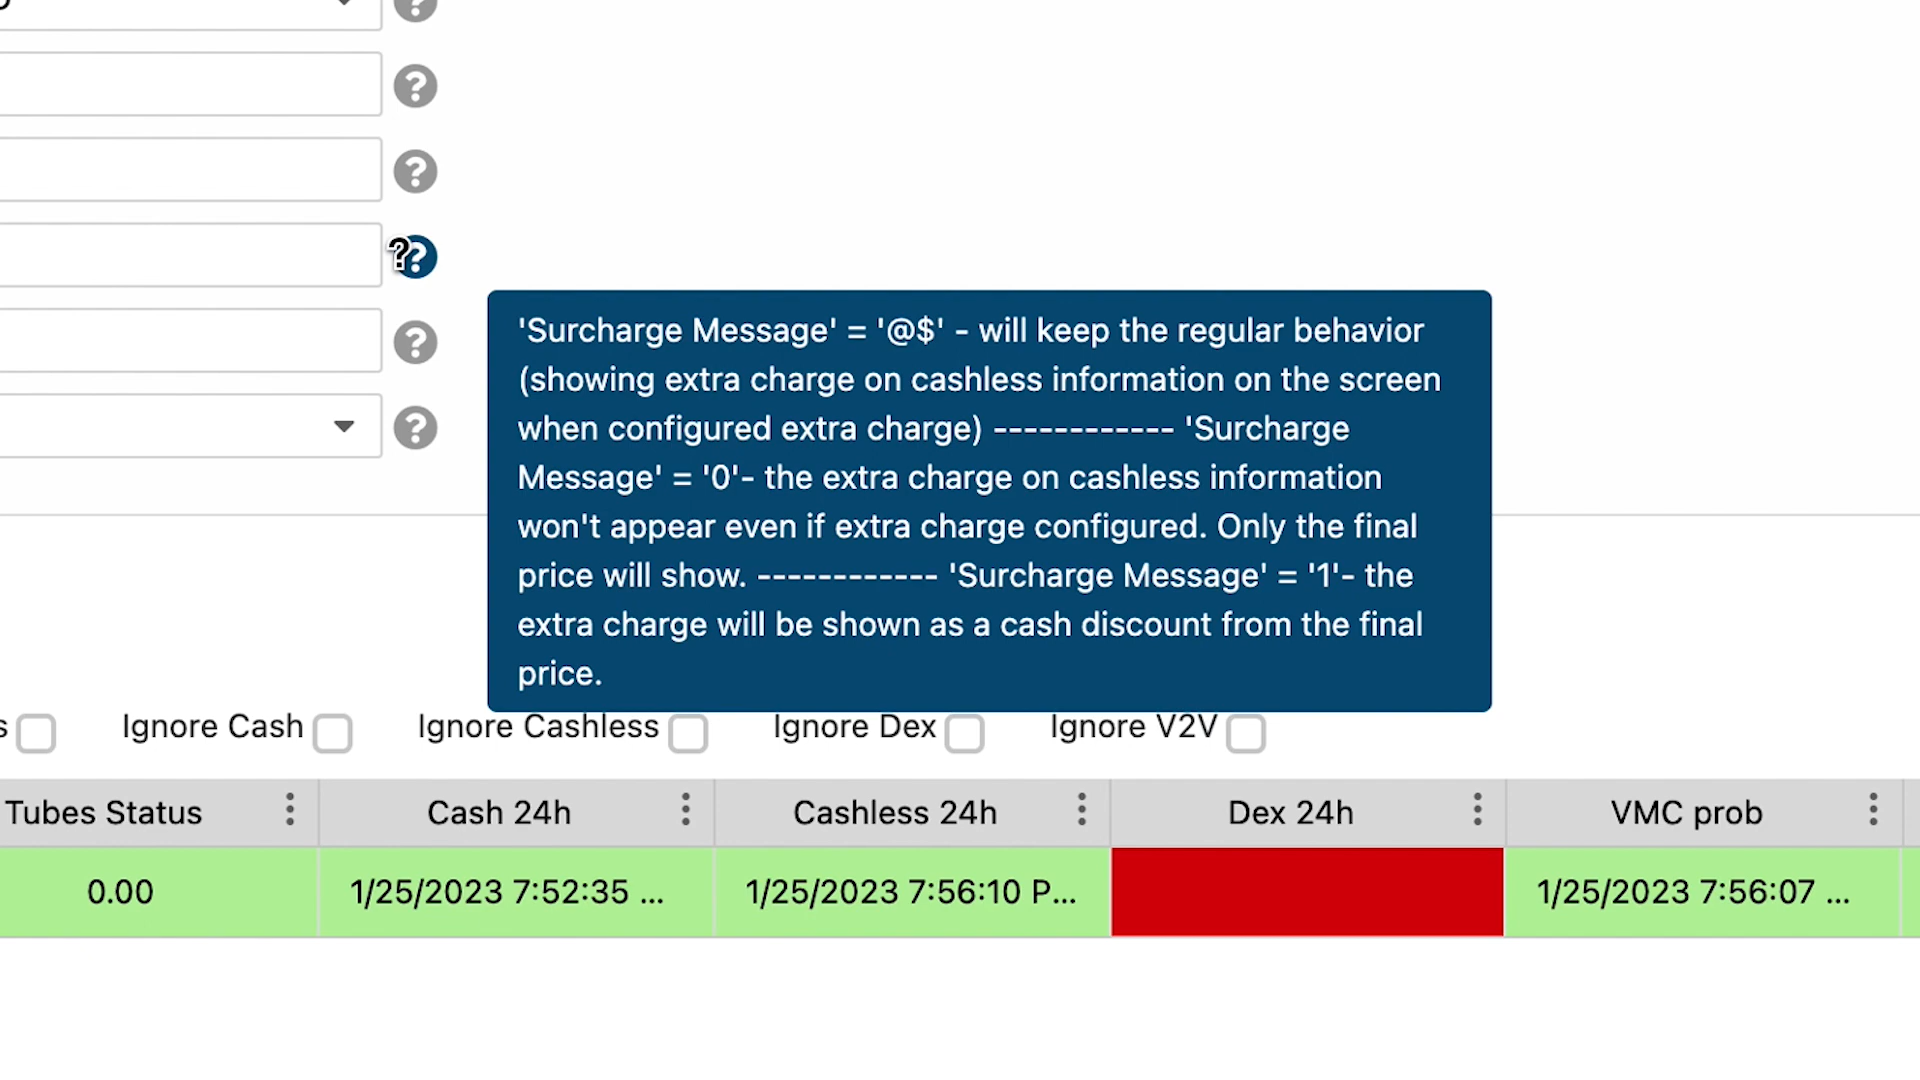 ?
?
?
?
'Surcharge Message' = '@$' - will keep the regular behavior
(showing extra charge on cashless information on the screen
when configured extra charge) ------------ 'Surcharge
Message' = '0'- the extra charge on cashless information
won't appear even if extra charge configured. Only the final
price will show. ------------ 'Surcharge Message' = '1'- the
extra charge will be shown as a cash discount from the final
price.
?
?
s Ignore Cash Ignore Cashless Ignore Dex Ignore V2V
Tubes Status Cash 24h Cashless 24h Dex 24h VMC prob
0.00 1/25/2023 7:52:35 ... 1/25/2023 7:56:10 P... 1/25/2023 7:56:07 ...